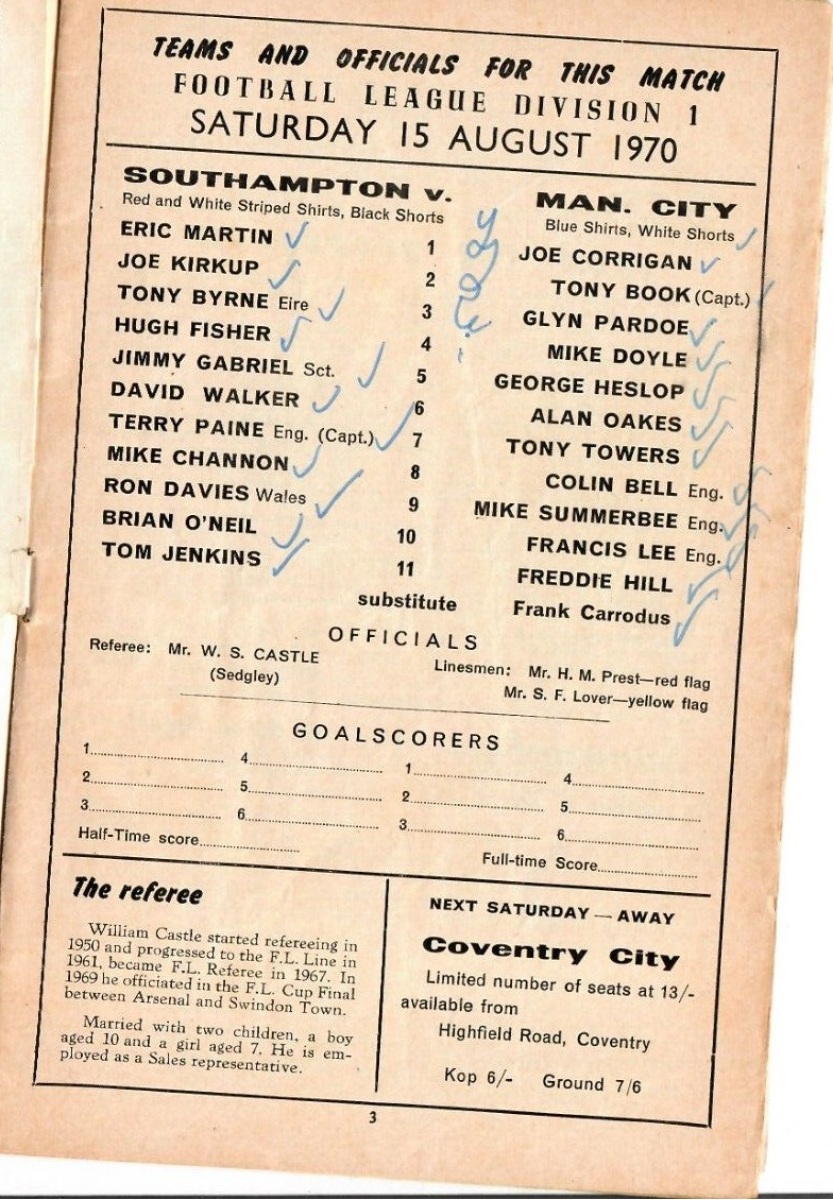 TEAMS AND OFFICIALS FOR THIS MATCH
FOOTBALL LEAGUE DIVISION 1
SATURDAY 15 AUGUST 1970
SOUTHAMPTON v. MAN. CITY
Red and White Striped Shirts, Black Shorts Blue Shirts, White Shorts
ERIC MARTIN 1 JOE CORRIGAN
JOE KIRKUP 2 TONY BOOK (Capt.)
TONY BYRNE Eire 3 GLYN PARDOE
HUGH FISHER 4 MIKE DOYLE
JIMMY GABRIEL Sct. 5 GEORGE HESLOP
DAVID WALKER 6 ALAN OAKES
TERRY PAINE Eng. (Capt.) 7 TONY TOWERS
MIKE CHANNON 8 COLIN BELL Eng.
RON DAVIES Wales 9 MIKE SUMMERBEE Eng.
BRIAN O'NEIL 10 FRANCIS LEE Eng.
TOM JENKINS 11 FREDDIE HILL
substitute Frank Carrodus
OFFICIALS
Referee: Mr. W. S. CASTLE
(Sedgley)
Linesmen: Mr. H. M. Prest—red flag
Mr. S. F. Lover—yellow flag
GOALSCORERS
1 4 1 4
2 5 2 5
3 6 3 6
Half-Time score Full-time Score
The referee
William Castle started refereeing in
1950 and progressed to the F.L. Line in
1961, became F.L. Referee in 1967. In
1969 he officiated in the F.L. Cup Final
between Arsenal and Swindon Town.
Married with two children, a boy
aged 10 and a girl aged 7. He is em-
ployed as a Sales representative.
NEXT SATURDAY — AWAY
Coventry City
Limited number of seats at 13/-
available from
Highfield Road, Coventry
Kop 6/- Ground 7/6
3